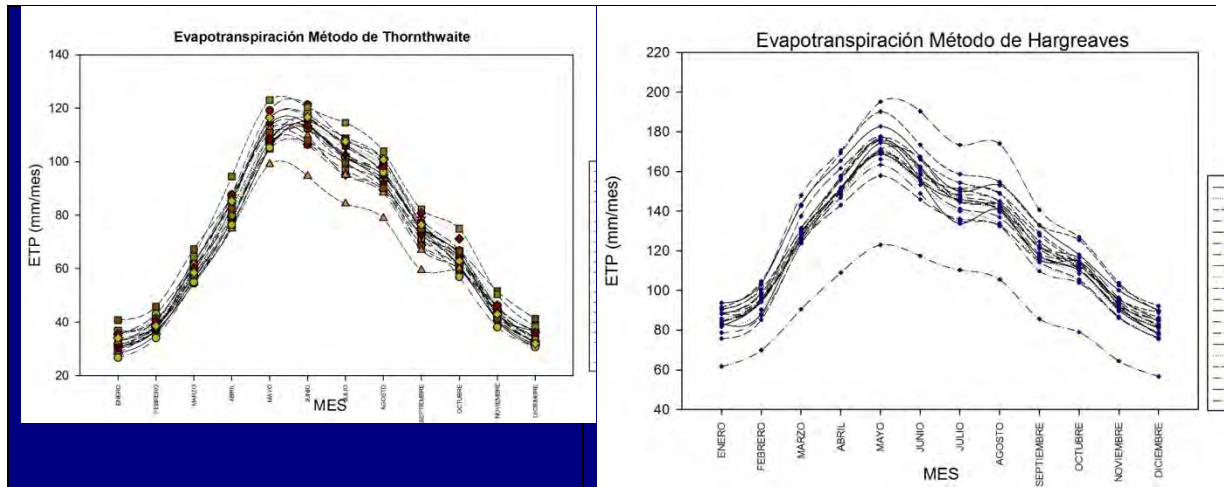 Evapotranspiración Método de Thornthwaite
140
120
100
80
60
40
20
ETP (mm/mes)
ENERO
FEBRERO
MARZO
ABRIL
MAYO
JUNIO
JULIO
AGOSTO
SEPTIEMBRE
OCTUBRE
NOVIEMBRE
DICIEMBRE
MES
Evapotranspiración Método de Hargreaves
220
200
180
160
140
120
100
80
60
40
ETP (mm/mes)
ENERO
FEBRERO
MARZO
ABRIL
MAYO
JUNIO
JULIO
AGOSTO
SEPTIEMBRE
OCTUBRE
NOVIEMBRE
DICIEMBRE
MES